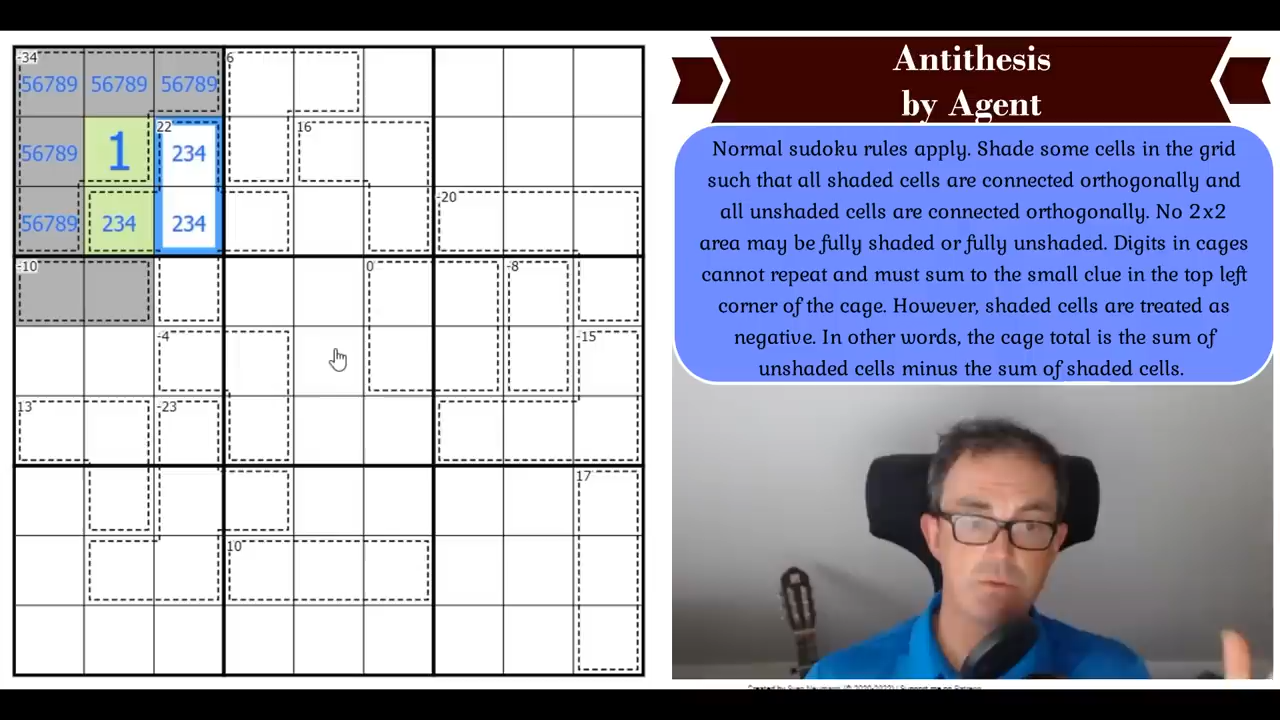 Antithesis
by Agent
Normal sudoku rules apply. Shade some cells in the grid
such that all shaded cells are connected orthogonally and
all unshaded cells are connected orthogonally. No 2x2
area may be fully shaded or fully unshaded. Digits in cages
cannot repeat and must sum to the small clue in the top left
corner of the cage. However, shaded cells are treated as
negative. In other words, the cage total is the sum of
unshaded cells minus the sum of shaded cells.
-34 6
56789 56789 56789
22 16
56789 1 234
-20
56789 234 234
-10 0 -8
-4 -15
13 -23
17
10